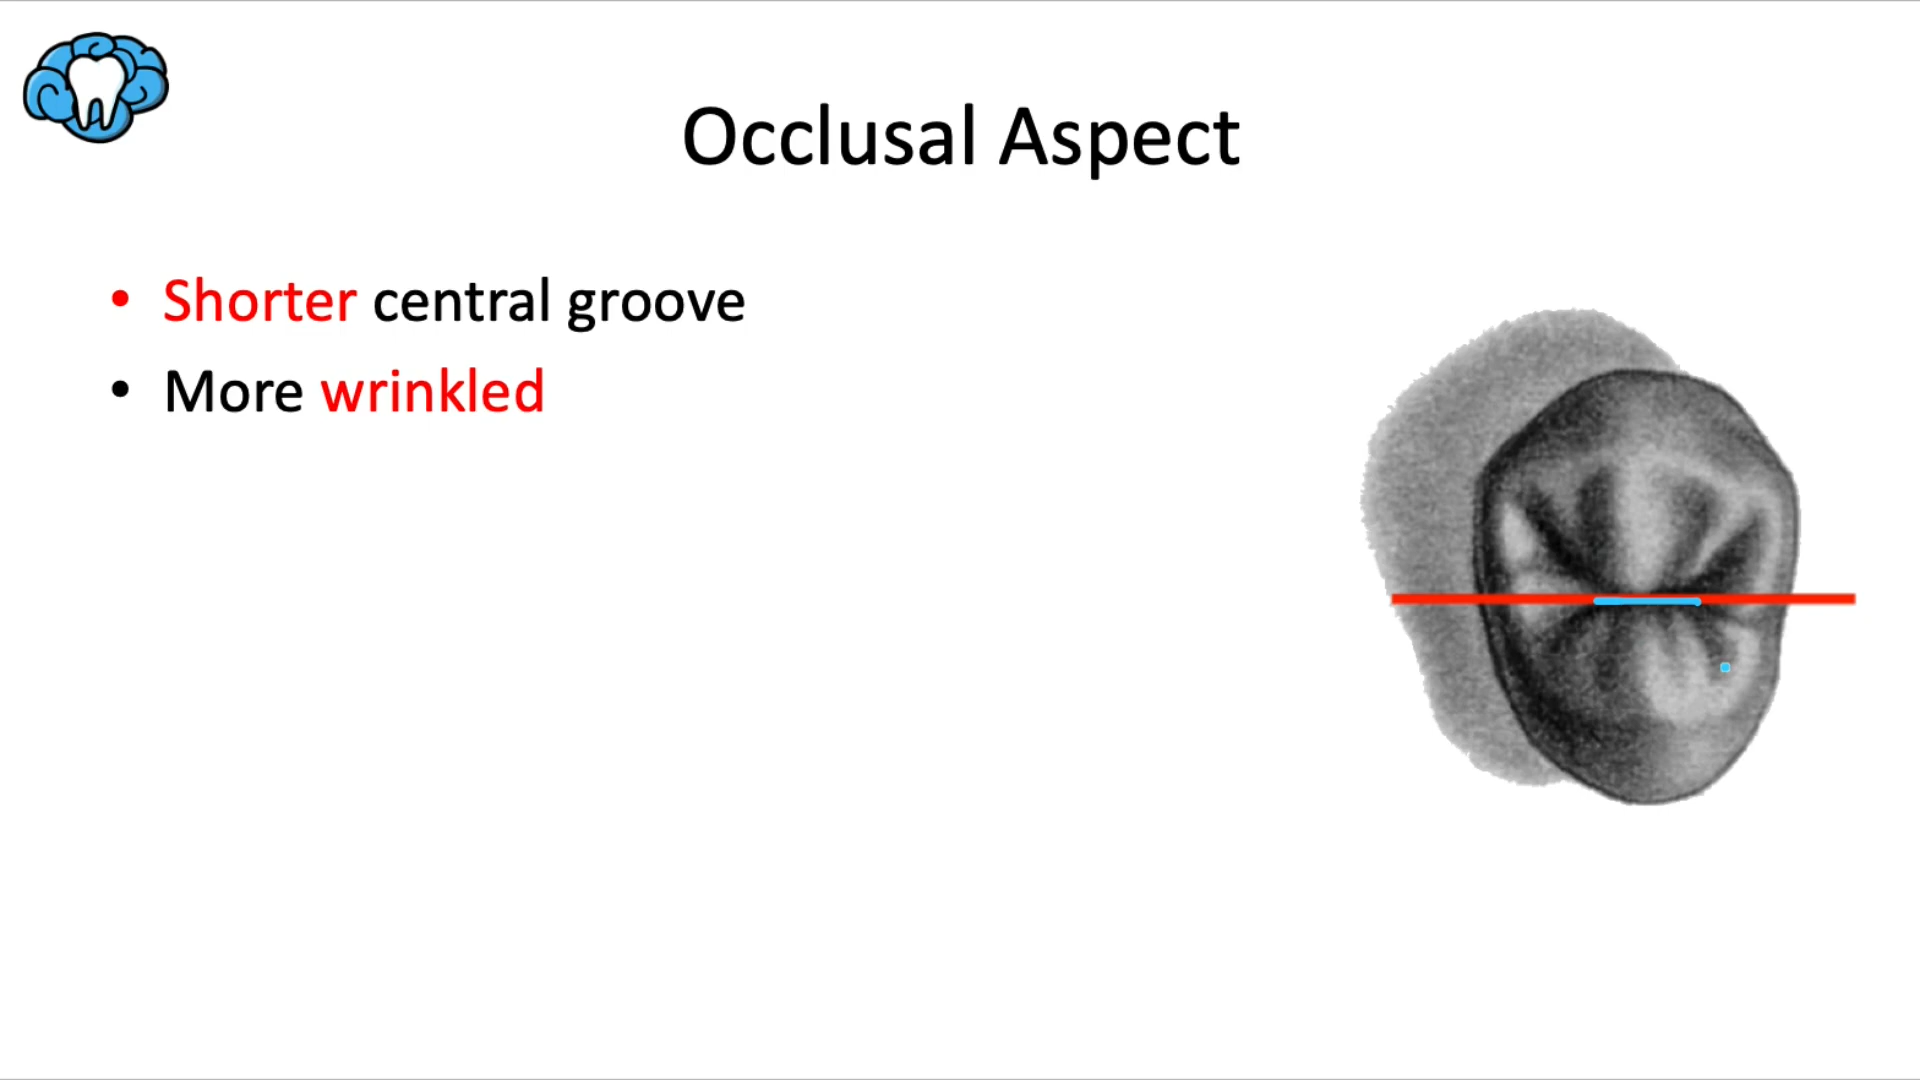 Occlusal Aspect
• Shorter central groove
• More wrinkled